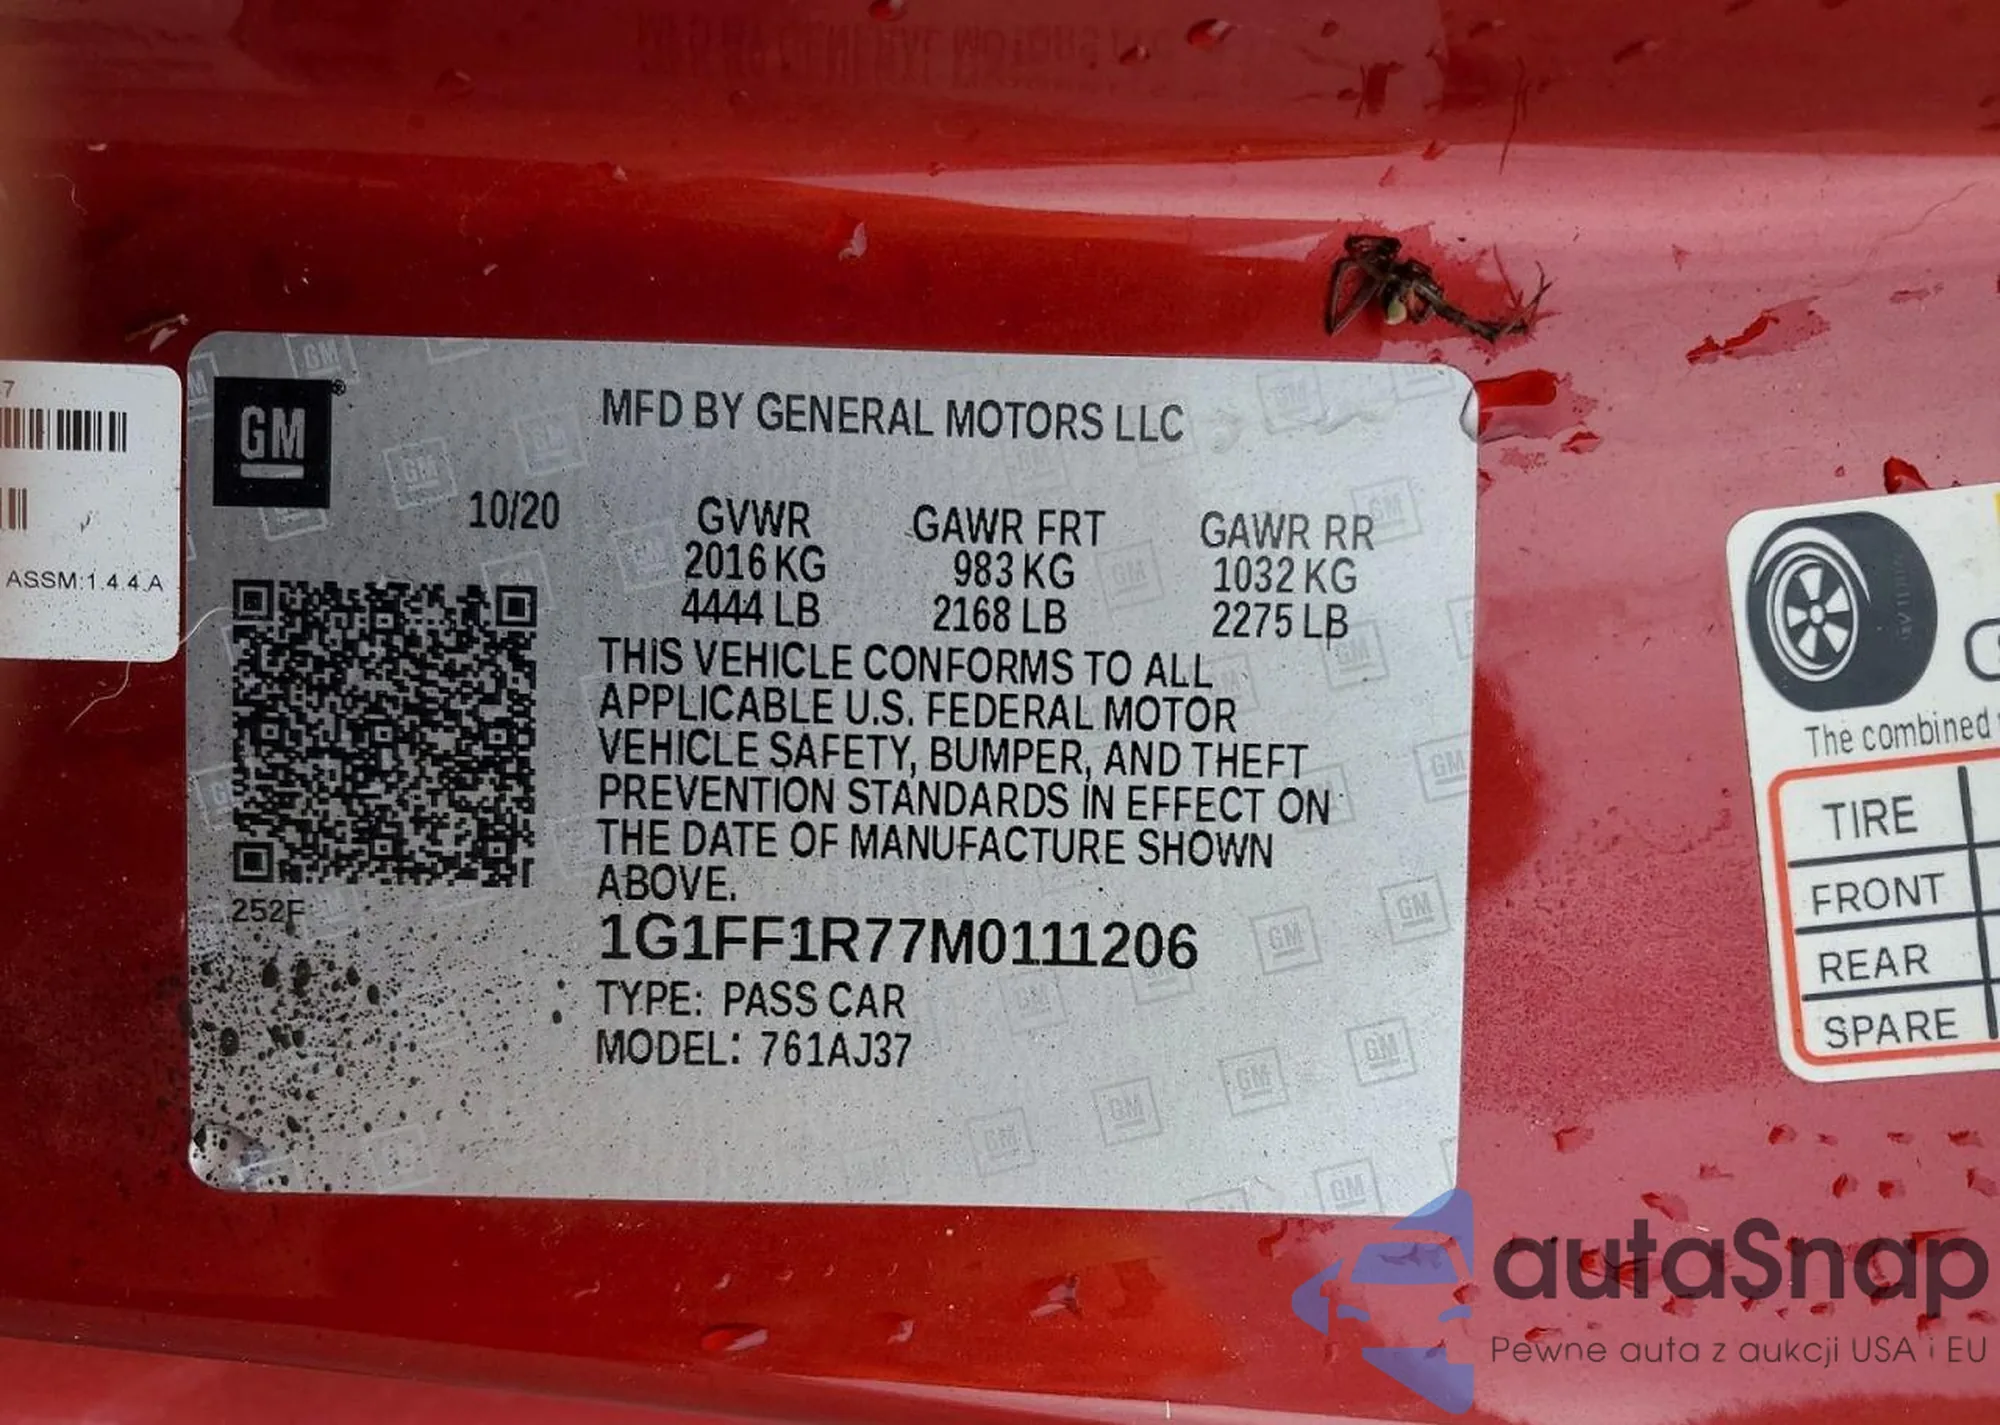 7
ASSM:1.4.4.A
GM
MFD BY GENERAL MOTORS LLC
10/20
GVWR GAWR FRT GAWR RR
2016 KG 983 KG 1032 KG
4444 LB 2168 LB 2275 LB
THIS VEHICLE CONFORMS TO ALL
APPLICABLE U.S. FEDERAL MOTOR
VEHICLE SAFETY, BUMPER, AND THEFT
PREVENTION STANDARDS IN EFFECT ON
THE DATE OF MANUFACTURE SHOWN
ABOVE.
252F
1G1FF1R77M0111206
TYPE: PASS CAR
MODEL: 761AJ37
The combined
TIRE
FRONT
REAR
SPARE
autaSnap
Pewne auta z aukcji USA i EU